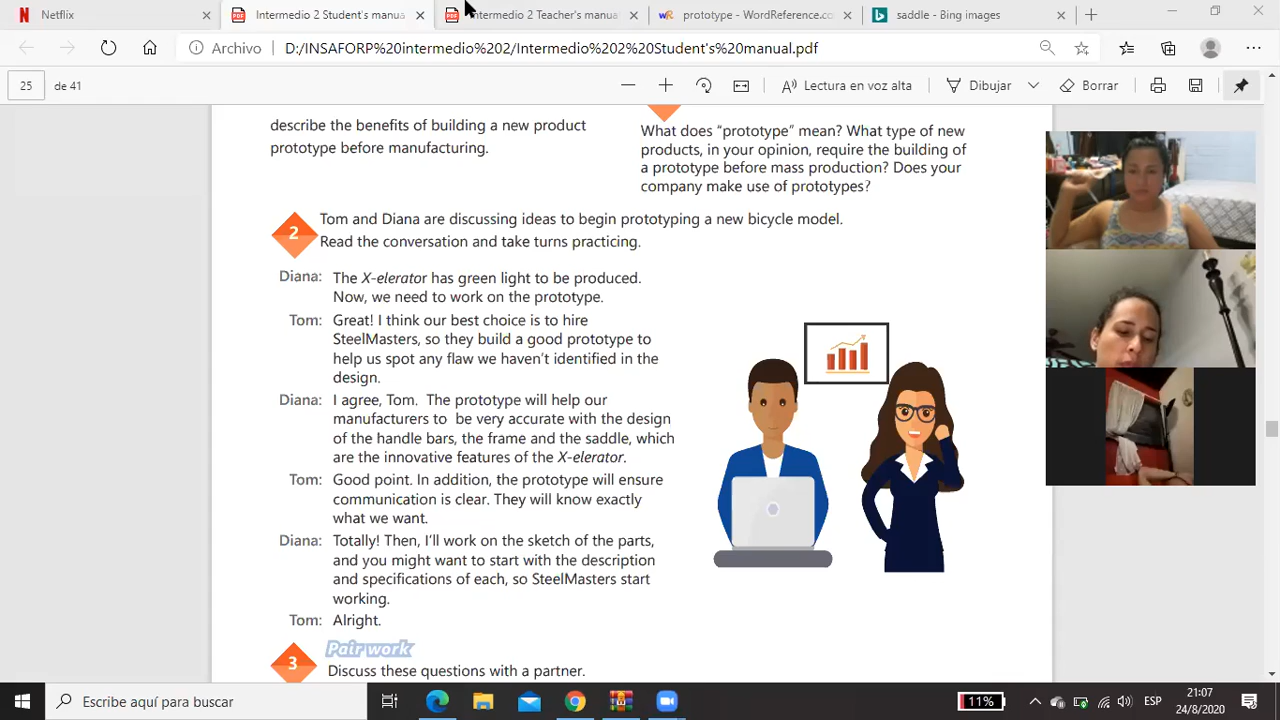 Netflix
Intermedio 2 Student's manua
Intermedio 2 Teacher's manua
prototype - WordReference.co
saddle - Bing images
Archivo
D:/INSAFORP%20intermedio%202/Intermedio%202%20Student's%20manual.pdf
25 de 41
Lectura en voz alta
Dibujar
Borrar
describe the benefits of building a new product
prototype before manufacturing.
What does “prototype” mean? What type of new
products, in your opinion, require the building of
a prototype before mass production? Does your
company make use of prototypes?
2
Tom and Diana are discussing ideas to begin prototyping a new bicycle model.
Read the conversation and take turns practicing.
Diana: The X-elerator has green light to be produced.
Now, we need to work on the prototype.
Tom: Great! I think our best choice is to hire
SteelMasters, so they build a good prototype to
help us spot any flaw we haven’t identified in the
design.
Diana: I agree, Tom. The prototype will help our
manufacturers to be very accurate with the design
of the handle bars, the frame and the saddle, which
are the innovative features of the X-elerator.
Tom: Good point. In addition, the prototype will ensure
communication is clear. They will know exactly
what we want.
Diana: Totally! Then, I’ll work on the sketch of the parts,
and you might want to start with the description
and specifications of each, so SteelMasters start
working.
Tom: Alright.
3
Pair work
Discuss these questions with a partner.
Escribe aquí para buscar
11%
ESP
21:07
24/8/2020